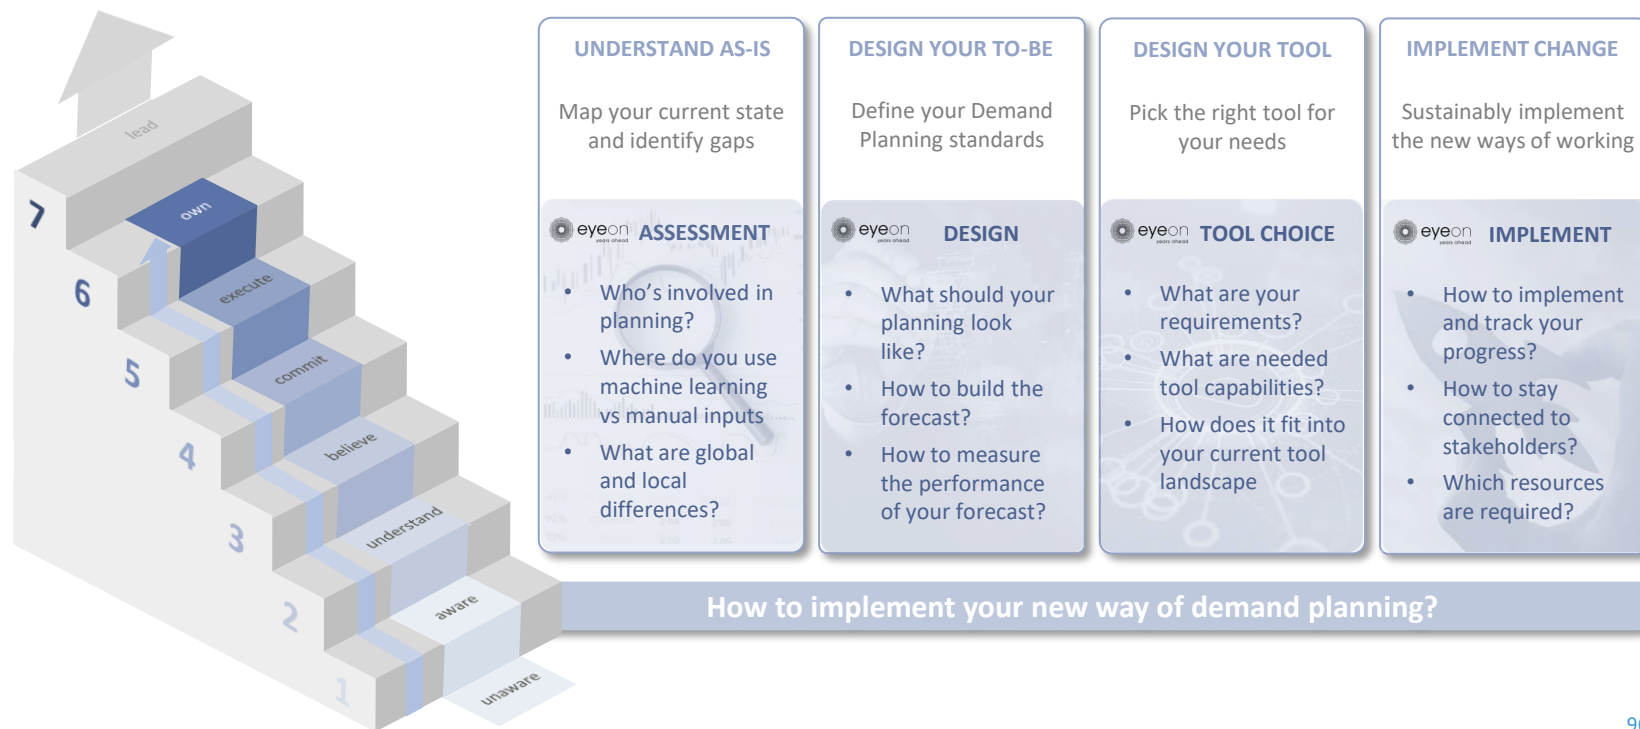 lead
own
execute
commit
believe
understand
aware
unaware
7
6
5
4
3
2
1
UNDERSTAND AS-IS
Map your current state
and identify gaps
eyeon
years ahead
ASSESSMENT
• Who's involved in
planning?
• Where do you use
machine learning
vs manual inputs
• What are global
and local
differences?
DESIGN YOUR TO-BE
Define your Demand
Planning standards
eyeon
years ahead
DESIGN
• What should your
planning look
like?
• How to build the
forecast?
• How to measure
the performance
of your forecast?
DESIGN YOUR TOOL
Pick the right tool for
your needs
eyeon
years ahead
TOOL CHOICE
• What are your
requirements?
• What are needed
tool capabilities?
• How does it fit into
your current tool
landscape
IMPLEMENT CHANGE
Sustainably implement
the new ways of working
eyeon
years ahead
IMPLEMENT
• How to implement
and track your
progress?
• How to stay
connected to
stakeholders?
• Which resources
are required?
How to implement your new way of demand planning?